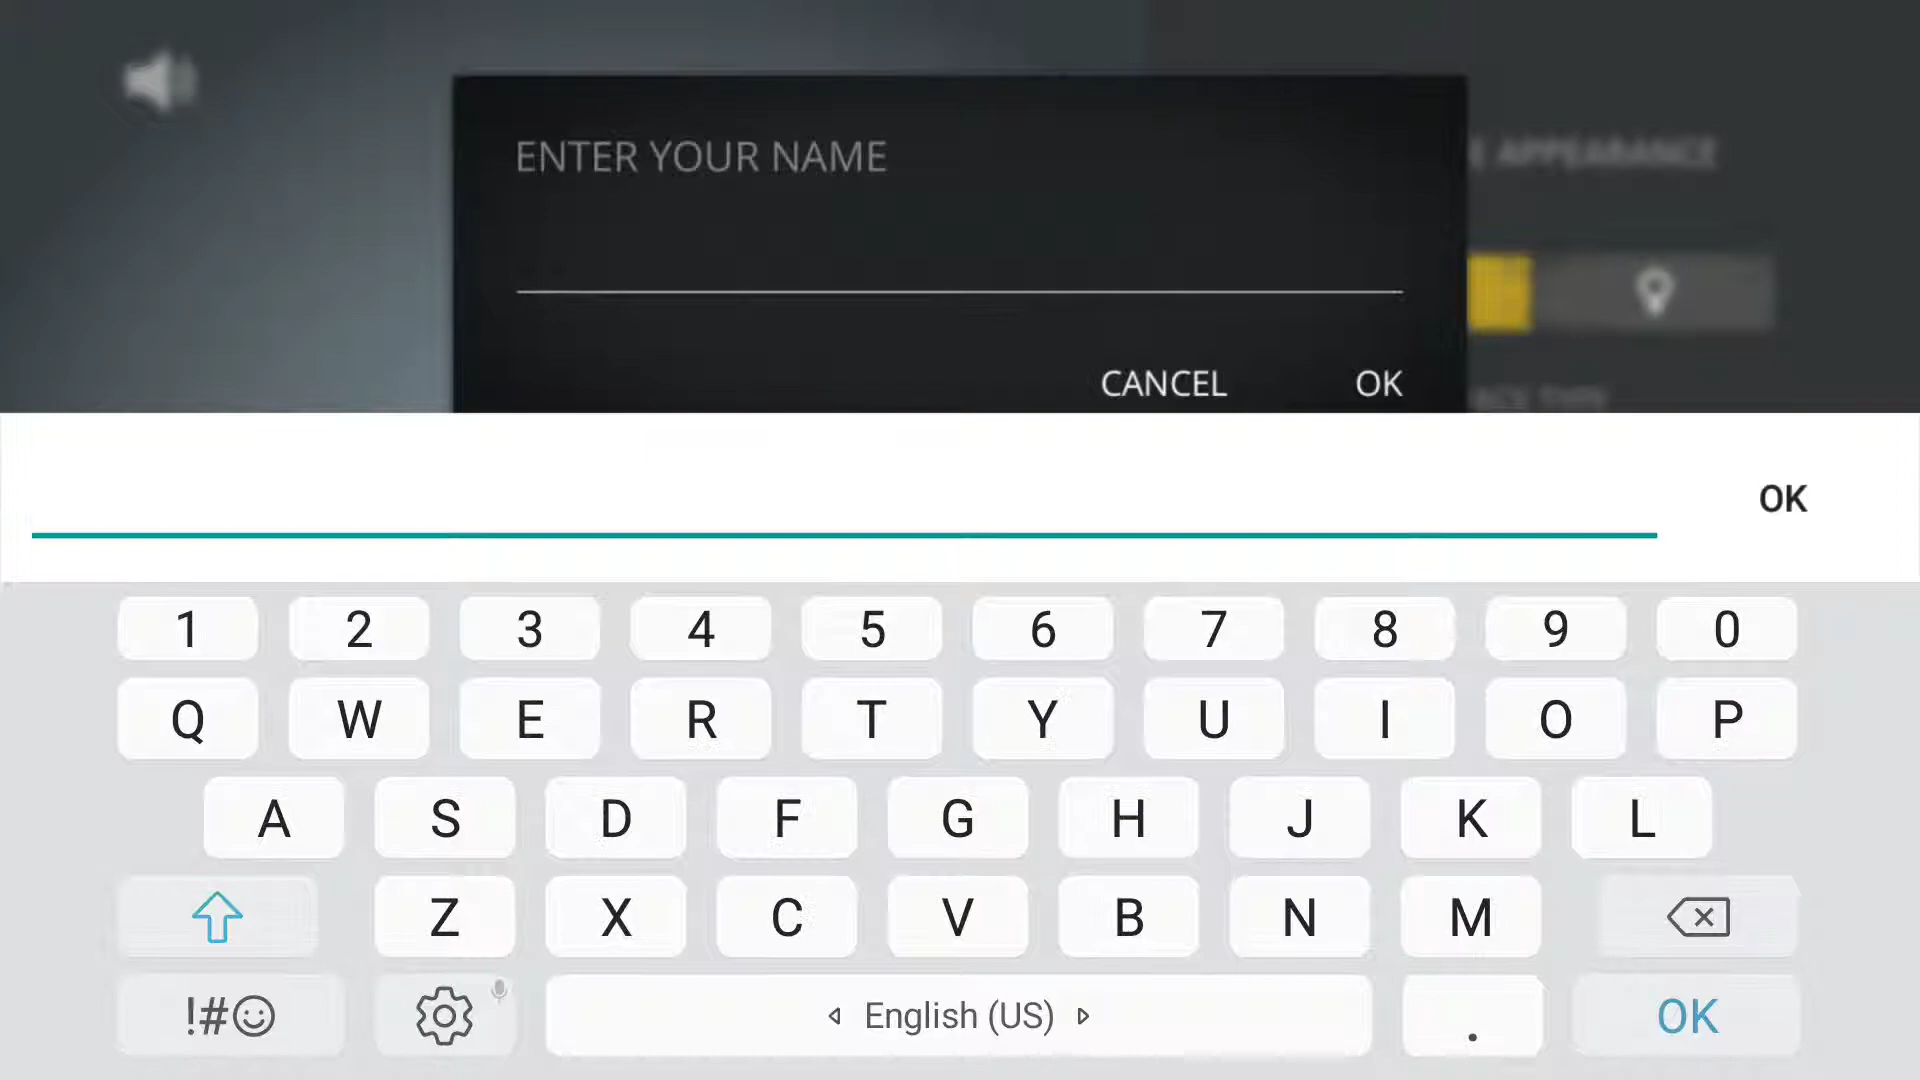 E APPEARANCE
ENTER YOUR NAME
CANCEL OK
OK
1 2 3 4 5 6 7 8 9 0
Q W E R T Y U I O P
A S D F G H J K L
Z X C V B N M
!#☺ English (US) . OK